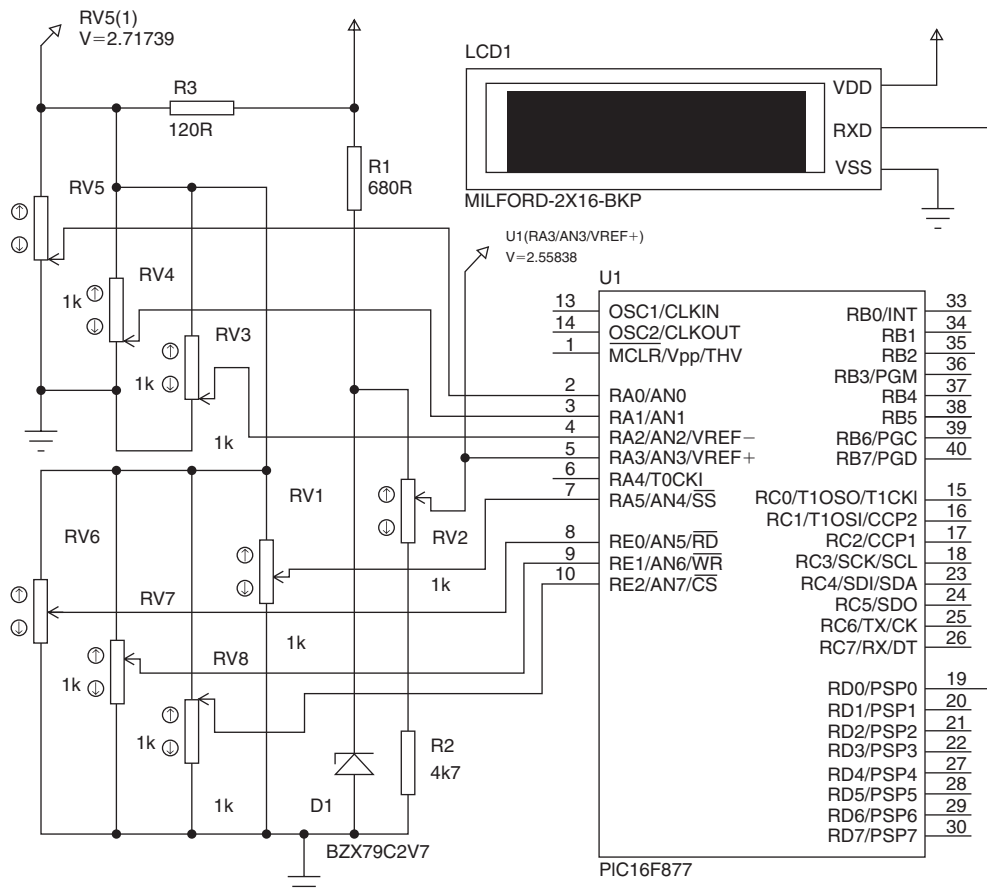 RV5(1)
V=2.71739
R3
120R
R1
680R
RV5
RV4
1k
RV3
1k
1k
RV1
RV2
1k
RV6
RV7
1k
RV8
1k
1k
1k
D1
BZX79C2V7
R2
4k7
LCD1
VDD
RXD
VSS
MILFORD-2X16-BKP
U1(RA3/AN3/VREF+)
V=2.55838
U1
13 OSC1/CLKIN
14 OSC2/CLKOUT
1 MCLR/Vpp/THV
2 RA0/AN0
3 RA1/AN1
4 RA2/AN2/VREF−
5 RA3/AN3/VREF+
6 RA4/T0CKI
7 RA5/AN4/SS
8 RE0/AN5/RD
9 RE1/AN6/WR
10 RE2/AN7/CS
RB0/INT 33
RB1 34
RB2 35
RB3/PGM 36
RB4 37
RB5 38
RB6/PGC 39
RB7/PGD 40
RC0/T1OSO/T1CKI 15
RC1/T1OSI/CCP2 16
RC2/CCP1 17
RC3/SCK/SCL 18
RC4/SDI/SDA 23
RC5/SDO 24
RC6/TX/CK 25
RC7/RX/DT 26
RD0/PSP0 19
RD1/PSP1 20
RD2/PSP2 21
RD3/PSP3 22
RD4/PSP4 27
RD5/PSP5 28
RD6/PSP6 29
RD7/PSP7 30
PIC16F877